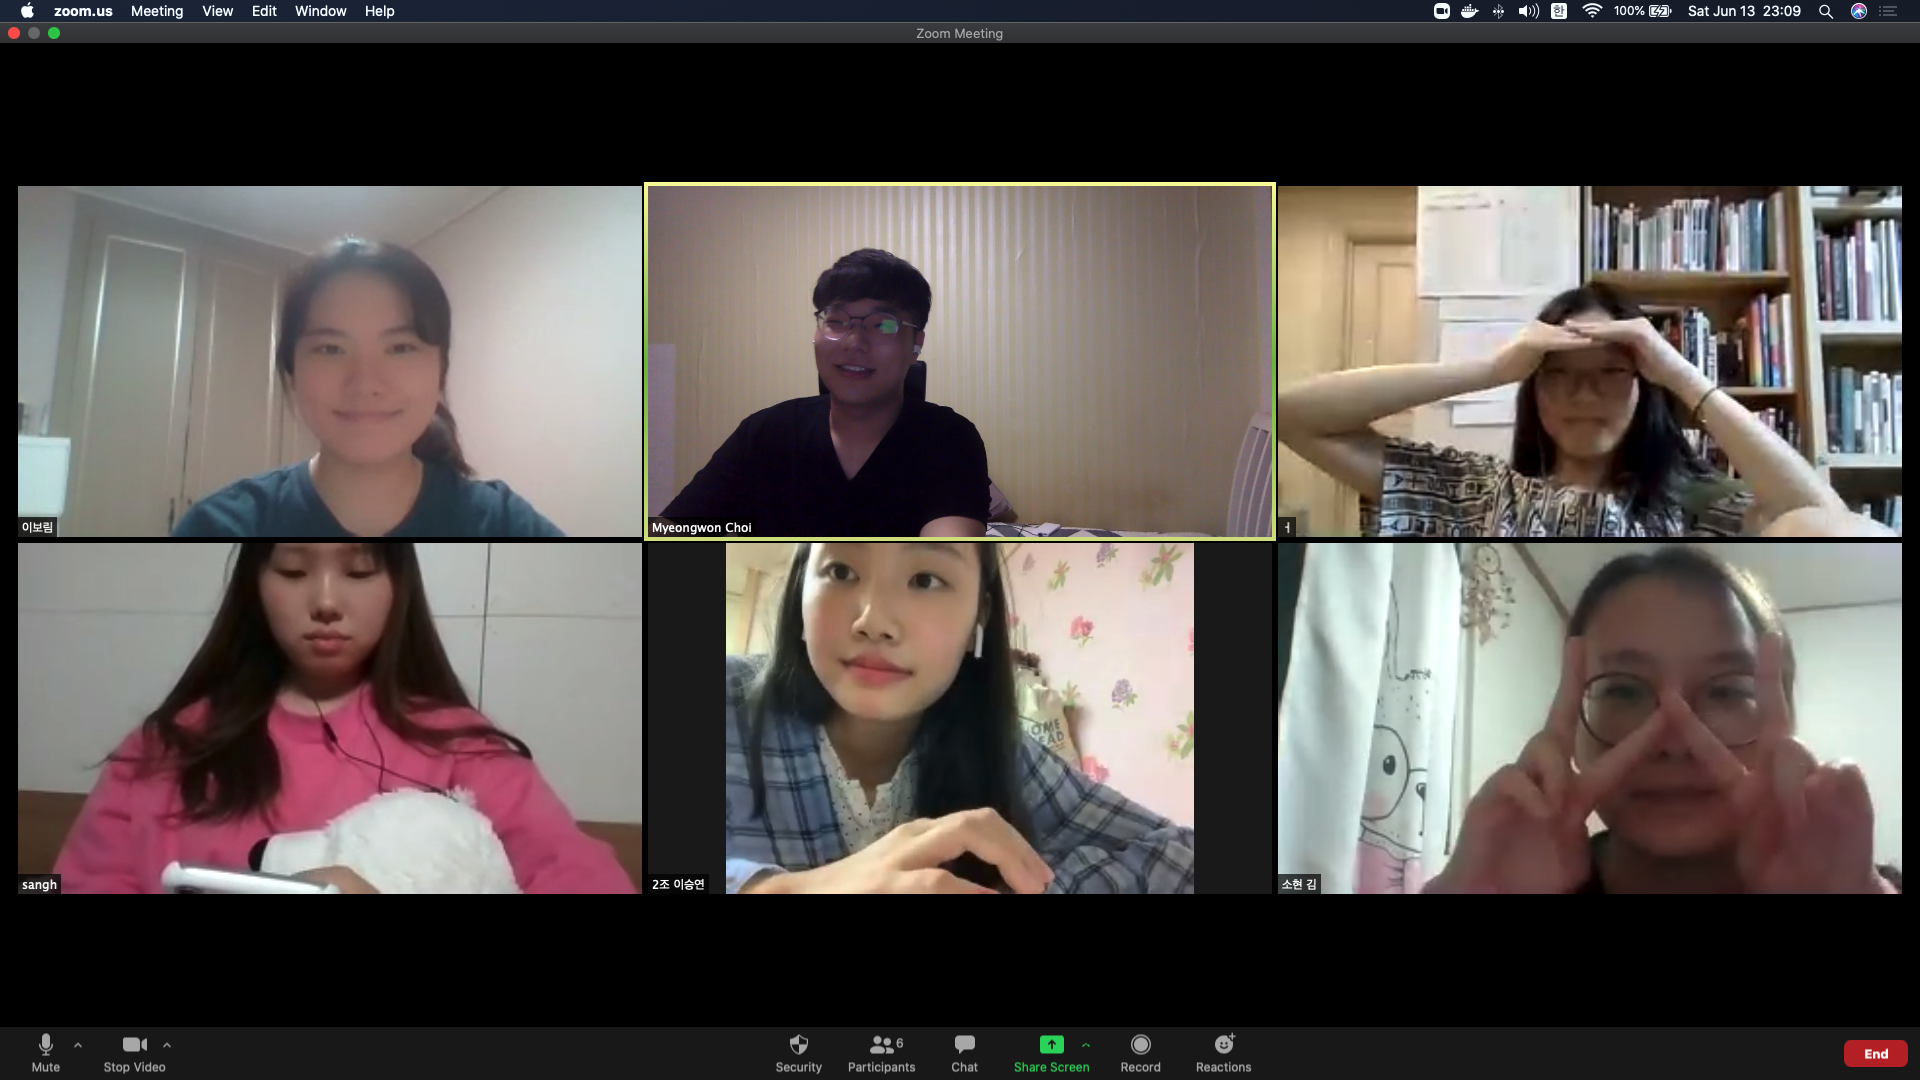 zoom.us Meeting View Edit Window Help 한 100% Sat Jun 13 23:09
Zoom Meeting
이보림
Myeongwon Choi
ㅓ
sangh
2조 이승연
소현 김
Mute
Stop Video
Security
Participants 6
Chat
Share Screen
Record
Reactions
End